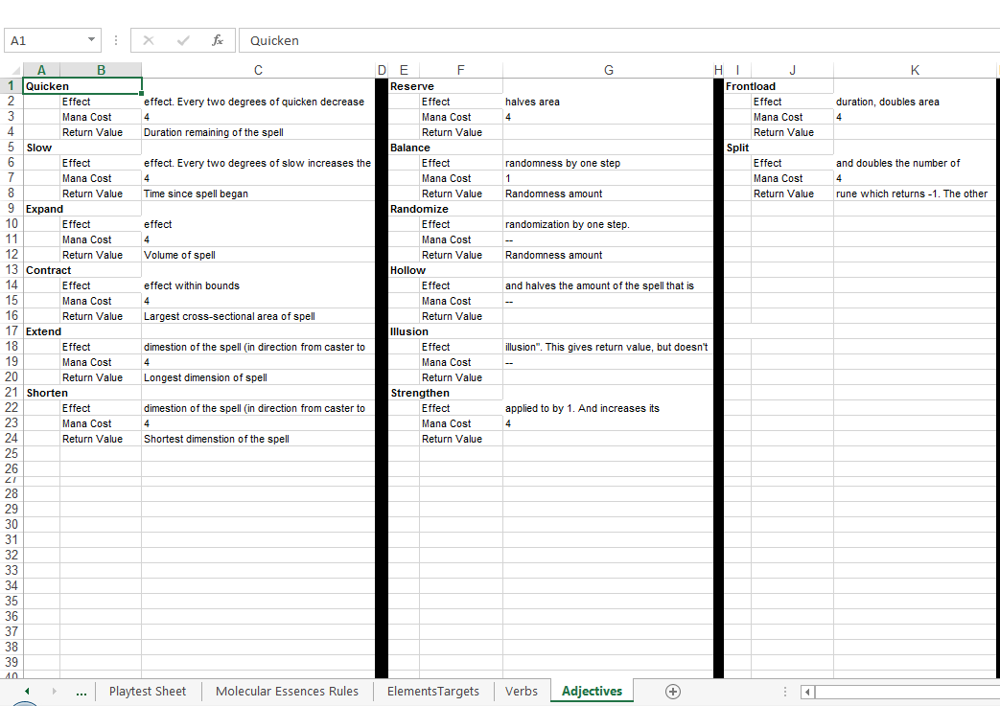 A1 fx Quicken
A B C D E F G H I J K
1 Quicken Reserve Frontload
2 Effect effect. Every two degrees of quicken decrease Effect halves area Effect duration, doubles area
3 Mana Cost 4 Mana Cost 4 Mana Cost 4
4 Return Value Duration remaining of the spell Return Value Return Value
5 Slow Balance Split
6 Effect effect. Every two degrees of slow increases the Effect randomness by one step Effect and doubles the number of
7 Mana Cost 4 Mana Cost 1 Mana Cost 4
8 Return Value Time since spell began Return Value Randomness amount Return Value rune which returns -1. The other
9 Expand Randomize
10 Effect effect Effect randomization by one step.
11 Mana Cost 4 Mana Cost --
12 Return Value Volume of spell Return Value Randomness amount
13 Contract Hollow
14 Effect effect within bounds Effect and halves the amount of the spell that is
15 Mana Cost 4 Mana Cost --
16 Return Value Largest cross-sectional area of spell Return Value
17 Extend Illusion
18 Effect dimestion of the spell (in direction from caster to Effect illusion". This gives return value, but doesn't
19 Mana Cost 4 Mana Cost --
20 Return Value Longest dimension of spell Return Value
21 Shorten Strengthen
22 Effect dimestion of the spell (in direction from caster to Effect applied to by 1. And increases its
23 Mana Cost 4 Mana Cost 4
24 Return Value Shortest dimenstion of the spell Return Value
25
26
27
28
29
30
31
32
33
34
35
36
37
38
39
40
... Playtest Sheet Molecular Essences Rules ElementsTargets Verbs Adjectives